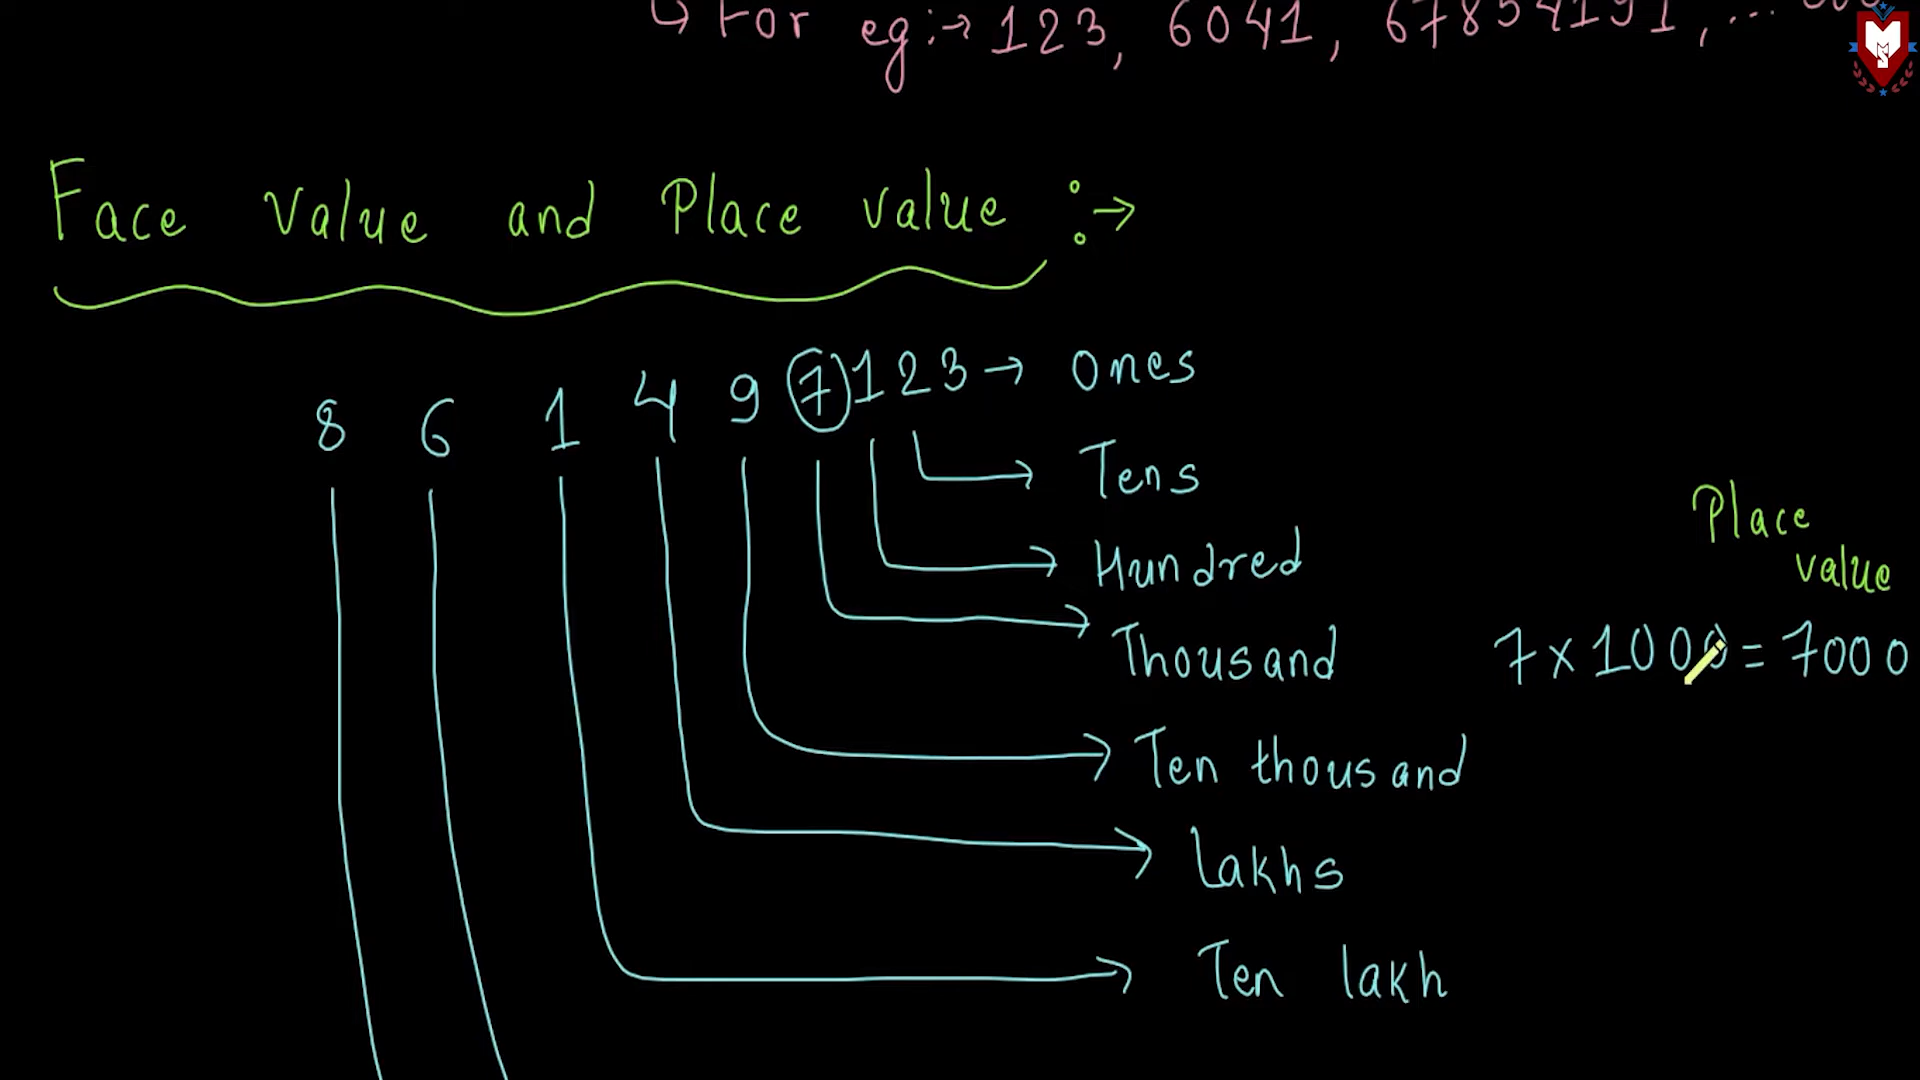 ↳ For eg:→ 123, 6041, 67854191, ...
Face Value and Place value :→
8 6 1 4 9 7 1 2 3 → Ones
Tens
Hundred
Place
value
Thousand 7 x 1000 = 7000
Ten thousand
Lakhs
Ten lakh